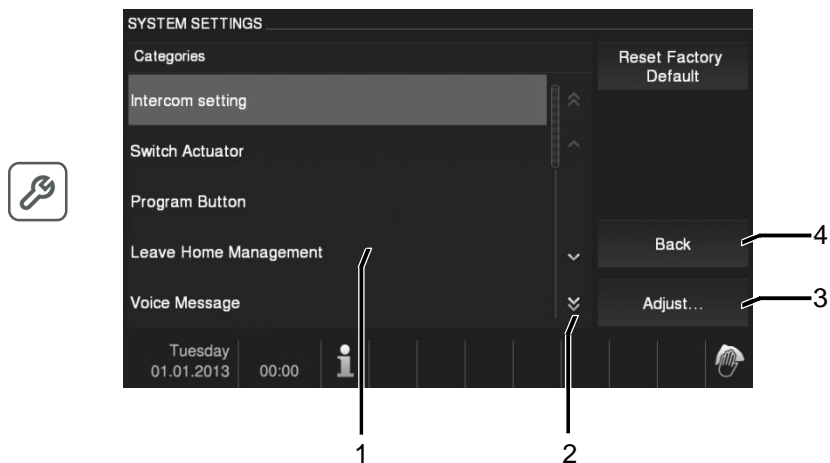 SYSTEM SETTINGS
Categories
Reset Factory
Default
Intercom setting
Switch Actuator
Program Button
Leave Home Management
Back
4
Voice Message
Adjust...
3
Tuesday
01.01.2013
00:00
1
2